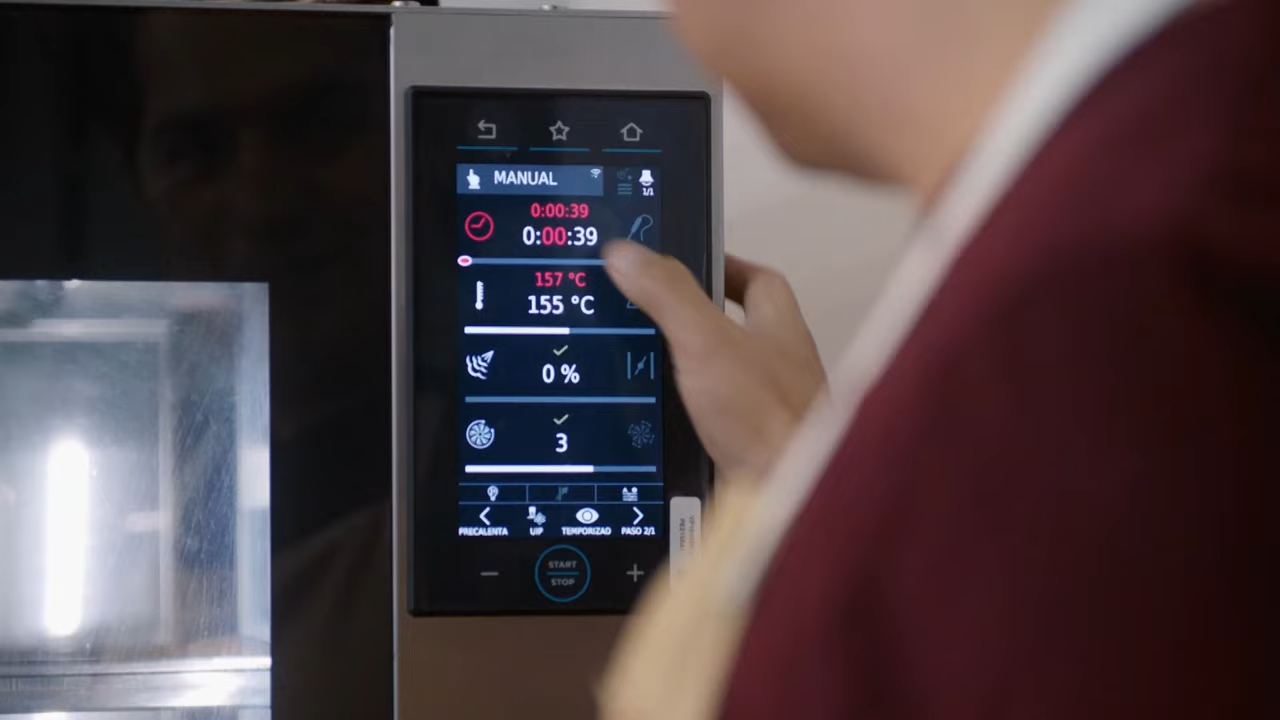 MANUAL
1/1
0:00:39
0:00:39
157 °C
155 °C
0 %
3
PRECALENTA UIP TEMPORIZAD PASO 2/1
− START +
STOP